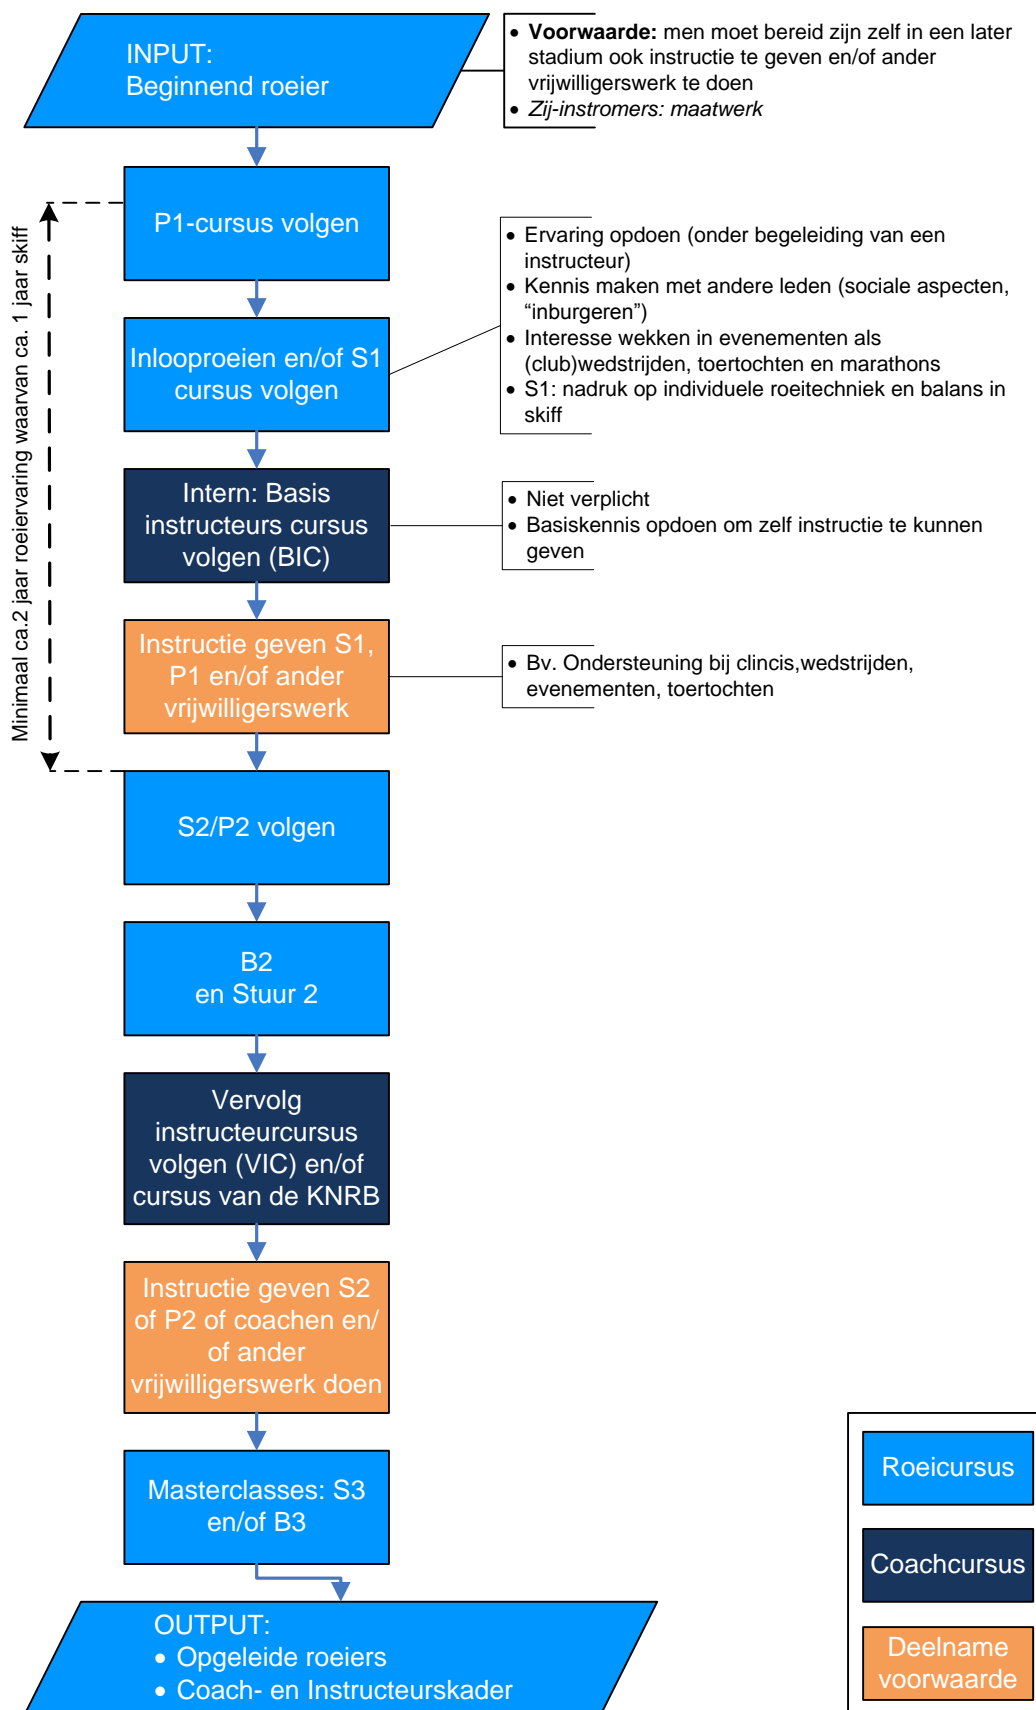 INPUT:
Beginnend roeier
• Voorwaarde: men moet bereid zijn zelf in een later
stadium ook instructie te geven en/of ander
vrijwilligerswerk te doen
• Zij-instromers: maatwerk
P1-cursus volgen
Minimaal ca.2 jaar roeiervaring waarvan ca. 1 jaar skiff
Inlooproeien en/of S1
cursus volgen
• Ervaring opdoen (onder begeleiding van een
instructeur)
• Kennis maken met andere leden (sociale aspecten,
“inburgeren”)
• Interesse wekken in evenementen als
(club)wedstrijden, toertochten en marathons
• S1: nadruk op individuele roeitechniek en balans in
skiff
Intern: Basis
instructeurs cursus
volgen (BIC)
• Niet verplicht
• Basiskennis opdoen om zelf instructie te kunnen
geven
Instructie geven S1,
P1 en/of ander
vrijwilligerswerk
• Bv. Ondersteuning bij clincis,wedstrijden,
evenementen, toertochten
S2/P2 volgen
B2
en Stuur 2
Vervolg
instructeurcursus
volgen (VIC) en/of
cursus van de KNRB
Instructie geven S2
of P2 of coachen en/
of ander
vrijwilligerswerk doen
Masterclasses: S3
en/of B3
OUTPUT:
• Opgeleide roeiers
• Coach- en Instructeurskader
Roeicursus
Coachcursus
Deelname
voorwaarde